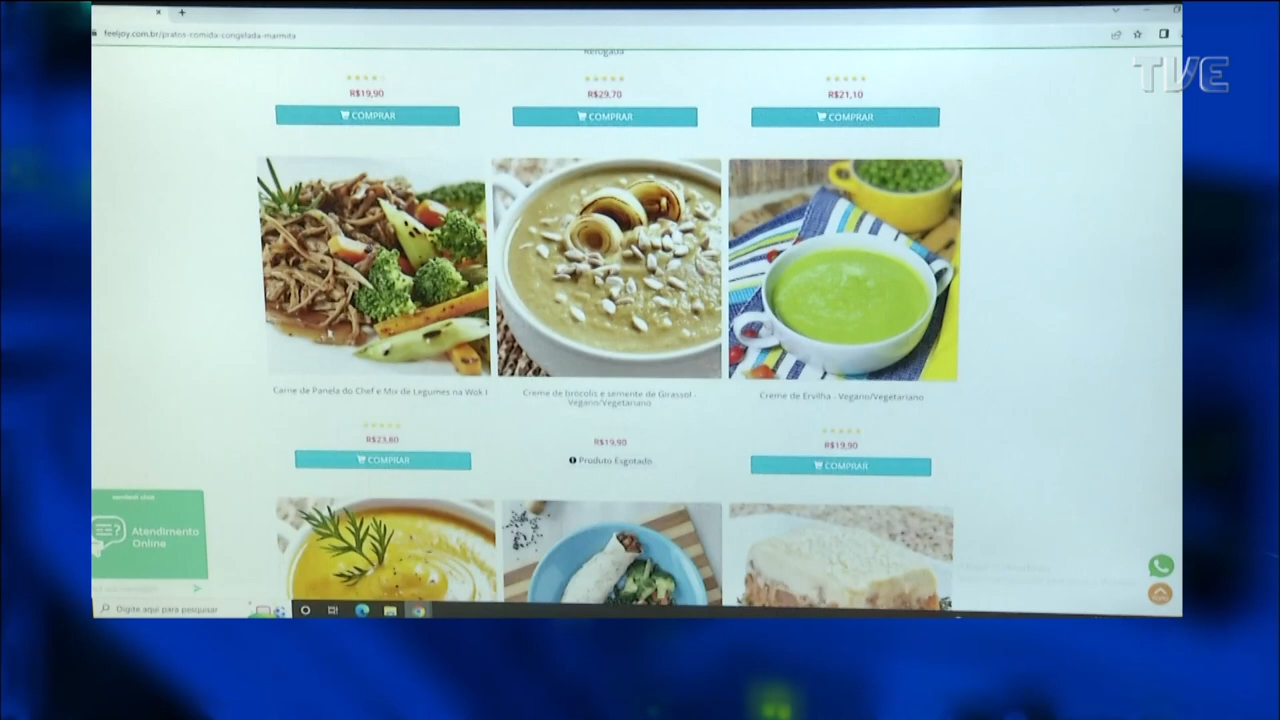 feeljoy.com.br/pratos-comida-congelada-marmita
TVE
Refogada
R$19,90
R$29,70
R$21,10
COMPRAR
COMPRAR
COMPRAR
Carne de Panela do Chef e Mix de Legumes na Wok I
Creme de brócolis e semente de Girassol -
Vegano/Vegetariano
Creme de Ervilha - Vegano/Vegetariano
R$23,60
R$19,90
R$19,90
COMPRAR
Produto Esgotado
COMPRAR
Atendimento
Online
Digite aqui para pesquisar